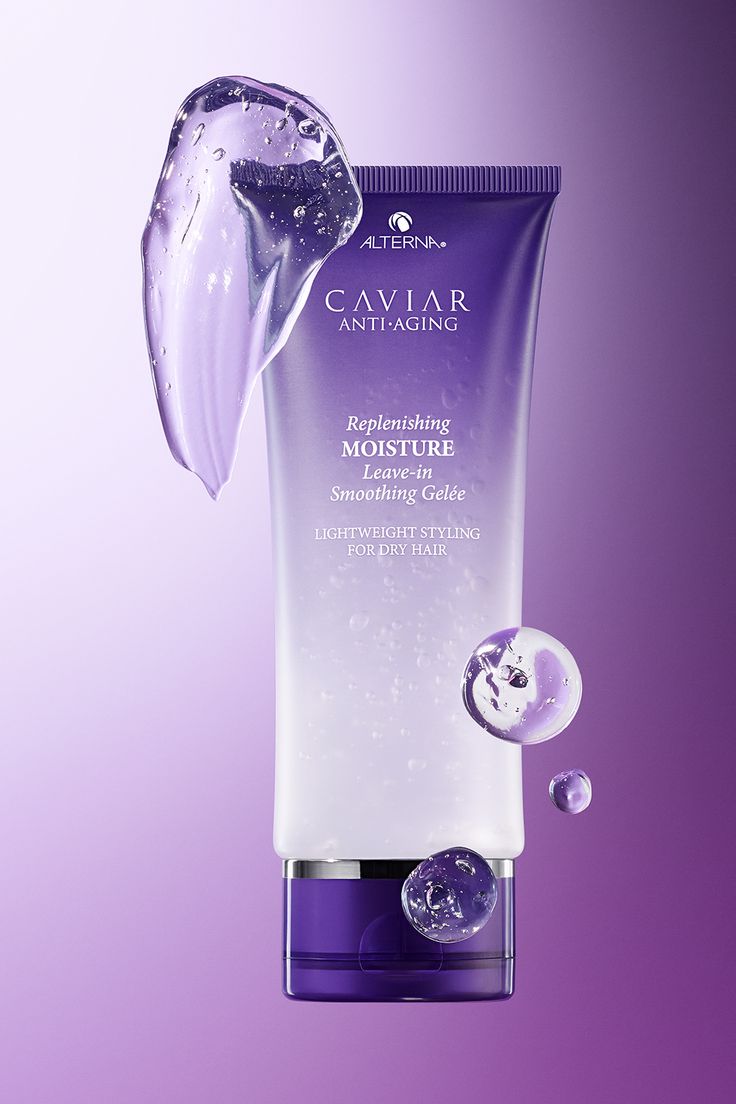 ALTERNA®
CAVIAR
ANTI·AGING
Replenishing
MOISTURE
Leave-in
Smoothing Gelée
LIGHTWEIGHT STYLING
FOR DRY HAIR